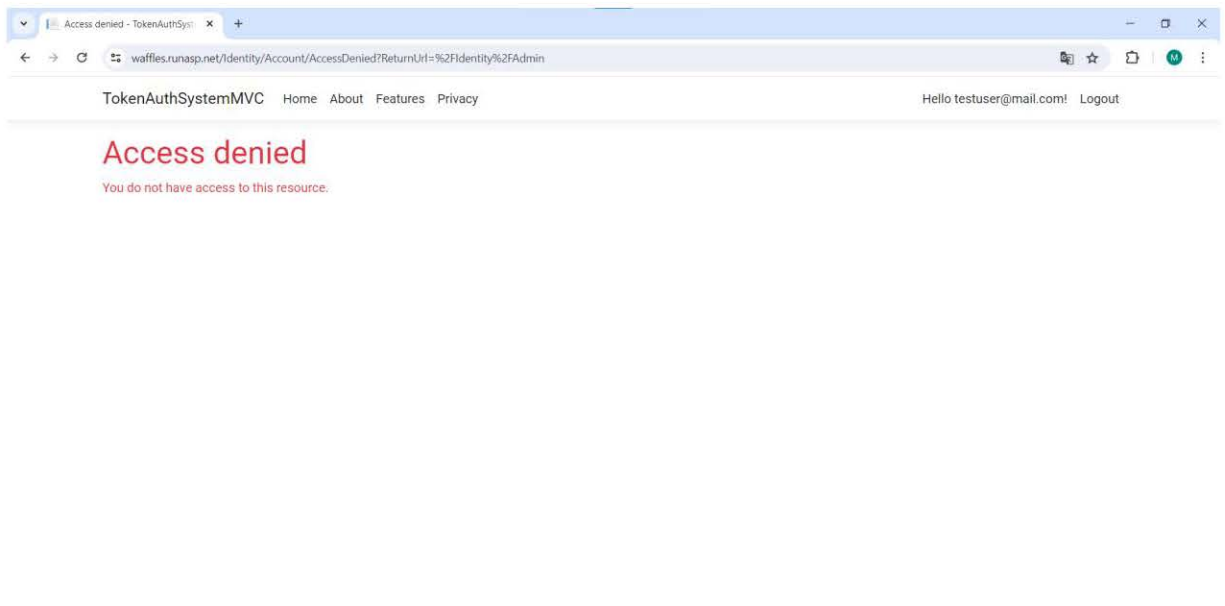 Access denied - TokenAuthSyst
waffles.runasp.net/Identity/Account/AccessDenied?ReturnUrl=%2FIdentity%2FAdmin
M
TokenAuthSystemMVC Home About Features Privacy Hello testuser@mail.com! Logout
Access denied
You do not have access to this resource.